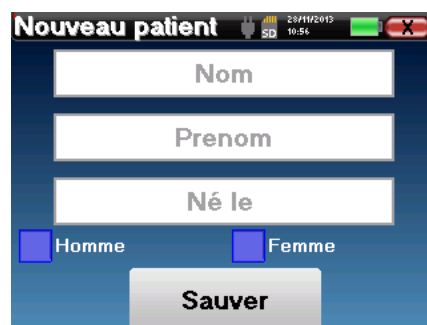 Nouveau patient SD 28/11/2013
10:56 X
Nom
Prenom
Né le
Homme Femme
Sauver